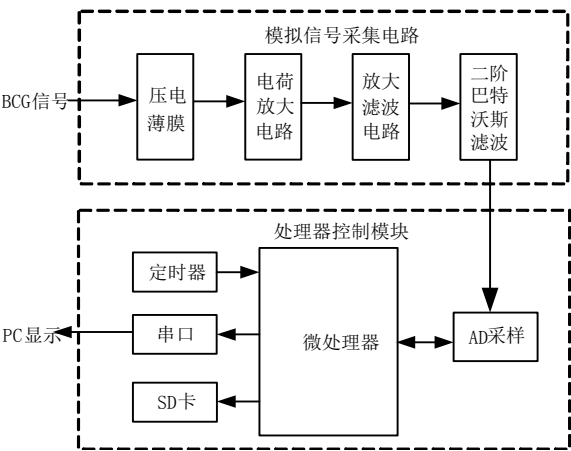 模拟信号采集电路
BCG信号
压电
薄膜
电荷
放大
电路
放大
滤波
电路
二阶
巴特
沃斯
滤波
处理器控制模块
定时器
串口
SD卡
微处理器
AD采样
PC显示